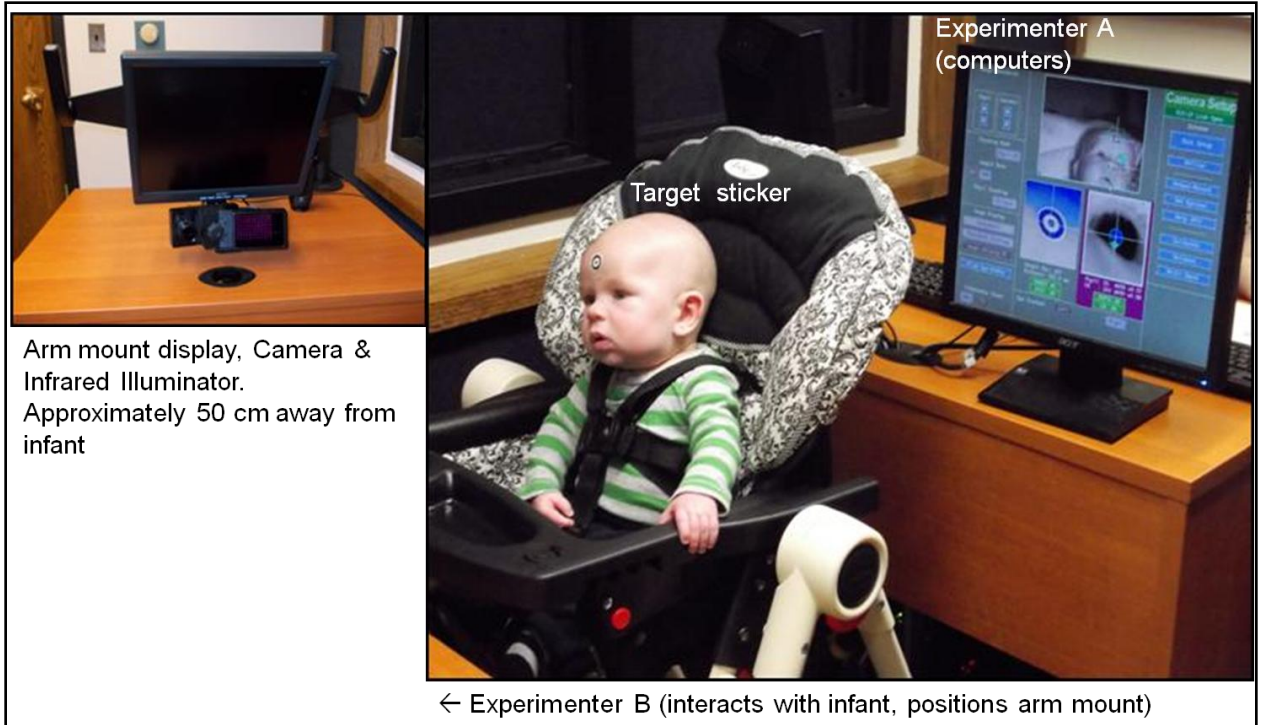 Experimenter A
(computers)
Camera Setup
Target sticker
acer
Arm mount display, Camera &
Infrared Illuminator.
Approximately 50 cm away from
infant
← Experimenter B (interacts with infant, positions arm mount)